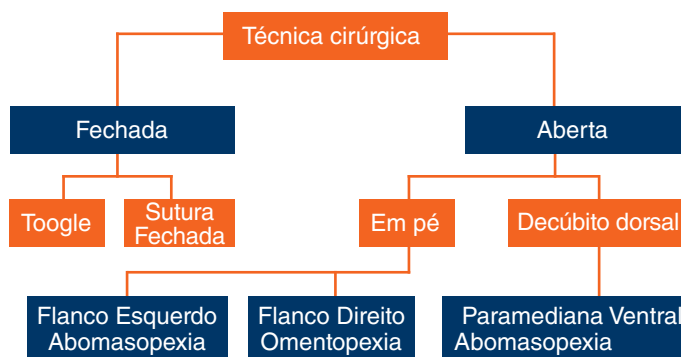 Técnica cirúrgica
Fechada
Aberta
Toogle
Sutura
Fechada
Em pé
Decúbito dorsal
Flanco Esquerdo
Abomasopexia
Flanco Direito
Omentopexia
Paramediana Ventral
Abomasopexia